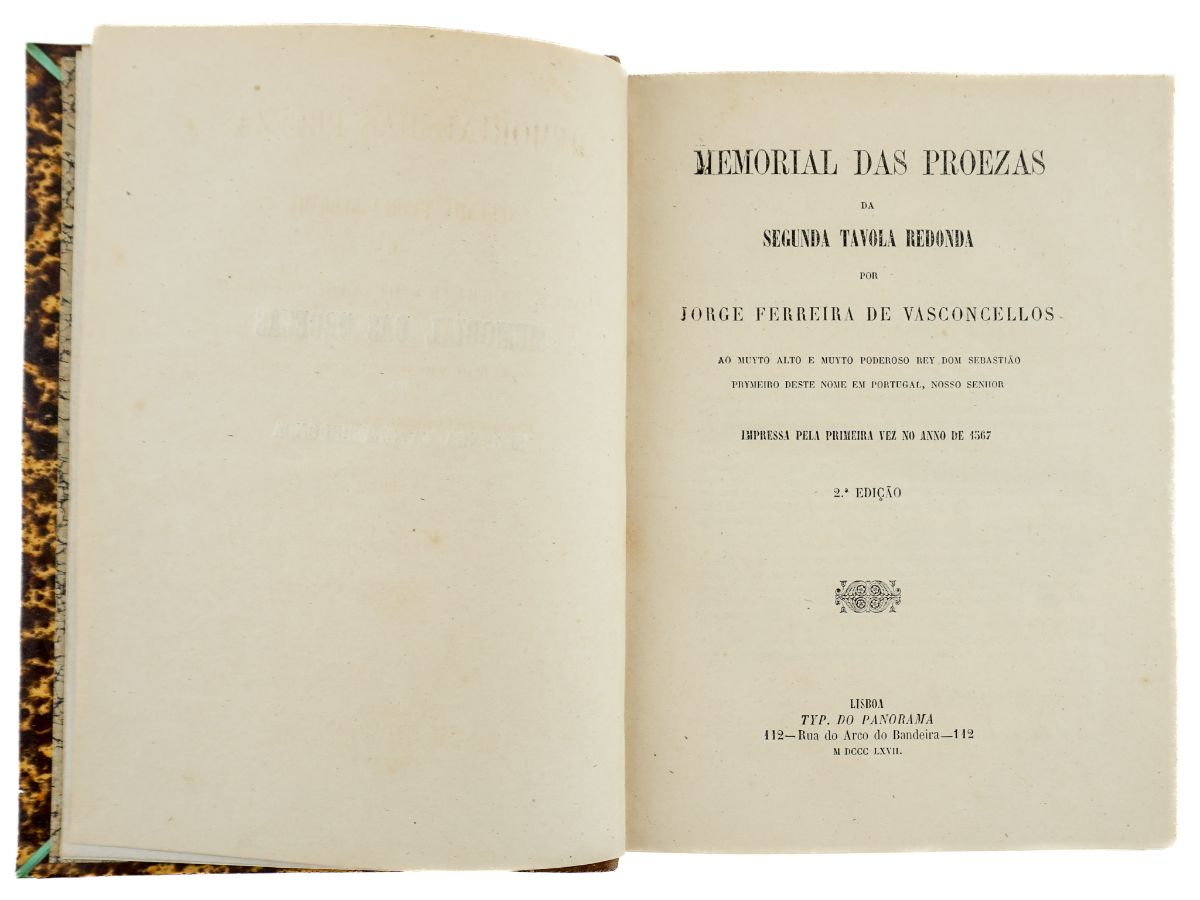 MEMORIAL DAS PROEZAS
DA
SEGUNDA TAVOLA REDONDA
POR
JORGE FERREIRA DE VASCONCELLOS
AO MUYTO ALTO E MUYTO PODEROSO REY DOM SEBASTIÃO
PRYMEIRO DESTE NOME EM PORTUGAL, NOSSO SENHOR
IMPRESSA PELA PRIMEIRA VEZ NO ANNO DE 1567
2.ª EDIÇÃO
LISBOA
TYP. DO PANORAMA
112—Rua do Arco do Bandeira—112
M DCCC LXVII.